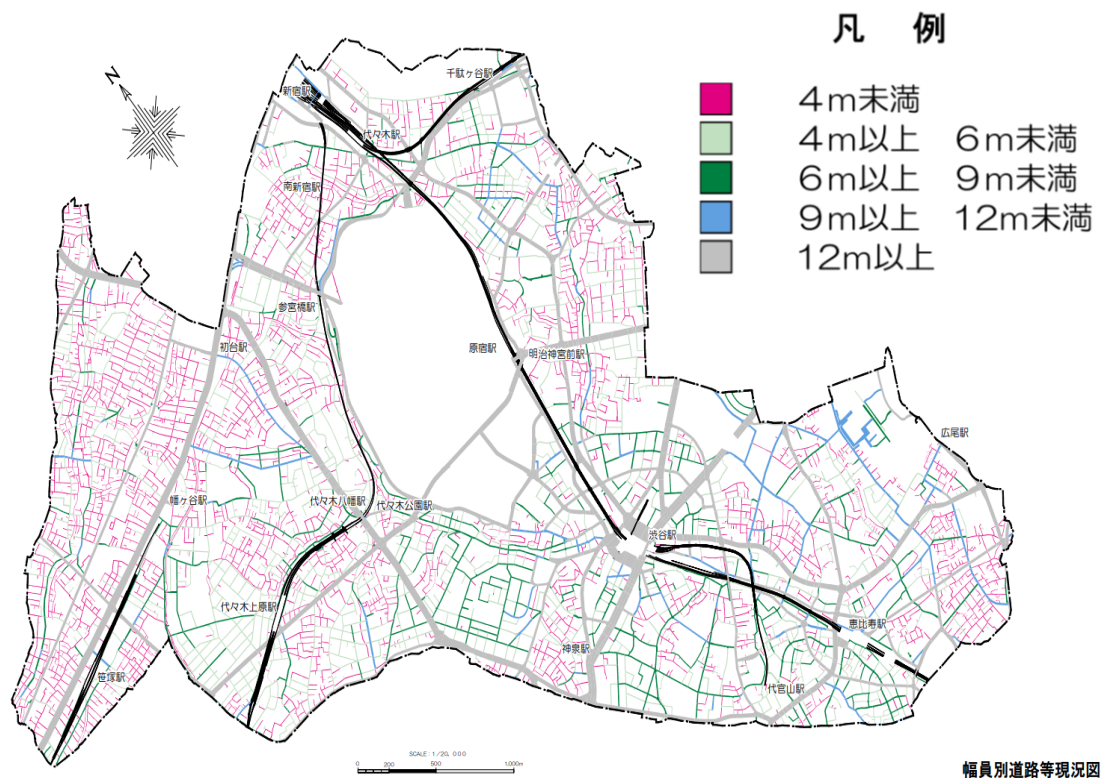 凡 例
4m未満
4m以上 6m未満
6m以上 9m未満
9m以上 12m未満
12m以上
N
千駄ヶ谷駅
新宿駅
代々木駅
南新宿駅
参宮橋駅
初台駅
原宿駅
明治神宮前駅
広尾駅
幡ヶ谷駅
代々木八幡駅
代々木公園駅
渋谷駅
代々木上原駅
恵比寿駅
神泉駅
笹塚駅
代官山駅
SCALE : 1/20,000
0 200 500 1,000m
幅員別道路等現況図